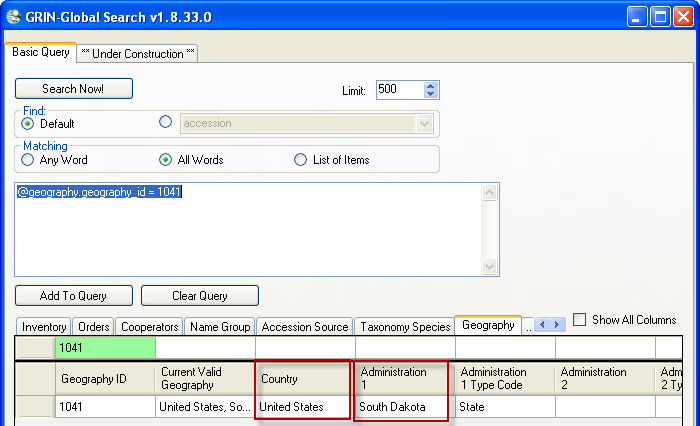 GRIN-Global Search v1.8.33.0
Basic Query ** Under Construction **
Search Now! Limit: 500
Find:
Default accession
Matching
Any Word All Words List of Items
@geography.geography_id = 1041
Add To Query Clear Query
Inventory Orders Cooperators Name Group Accession Source Taxonomy Species Geography .. Show All Columns
1041
Geography ID Current Valid Geography Country Administration 1 Administration 1 Type Code Administration 2 Admini 2 Ty
1041 United States, So... United States South Dakota State